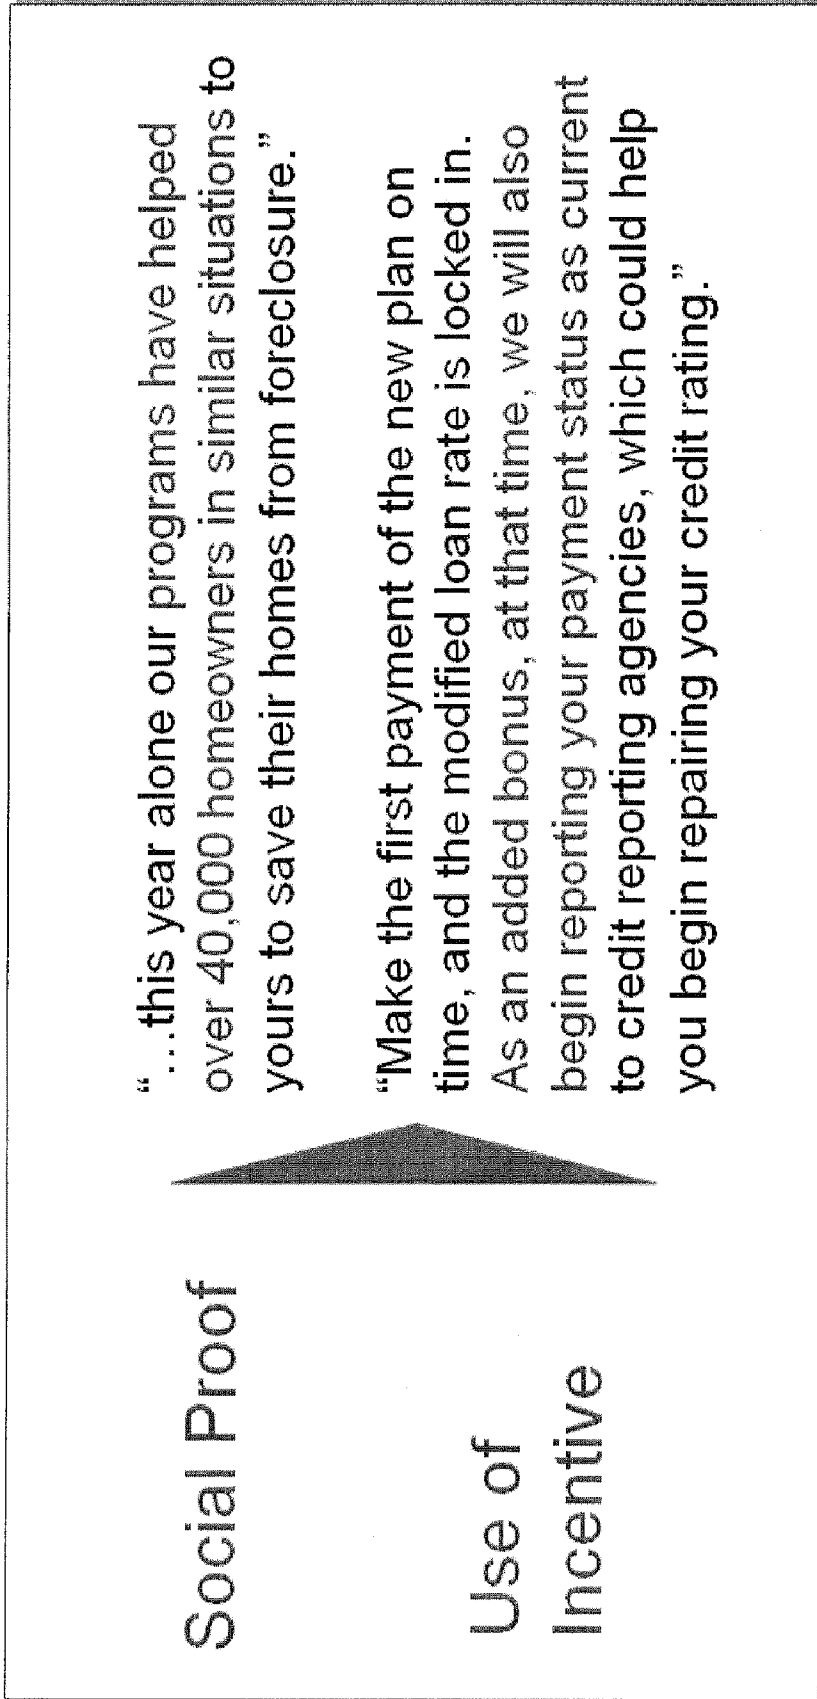 Social Proof
“…this year alone our programs have helped
over 40,000 homeowners in similar situations to
yours to save their homes from foreclosure.”
Use of
Incentive
“Make the first payment of the new plan on
time, and the modified loan rate is locked in.
As an added bonus, at that time, we will also
begin reporting your payment status as current
to credit reporting agencies, which could help
you begin repairing your credit rating.”